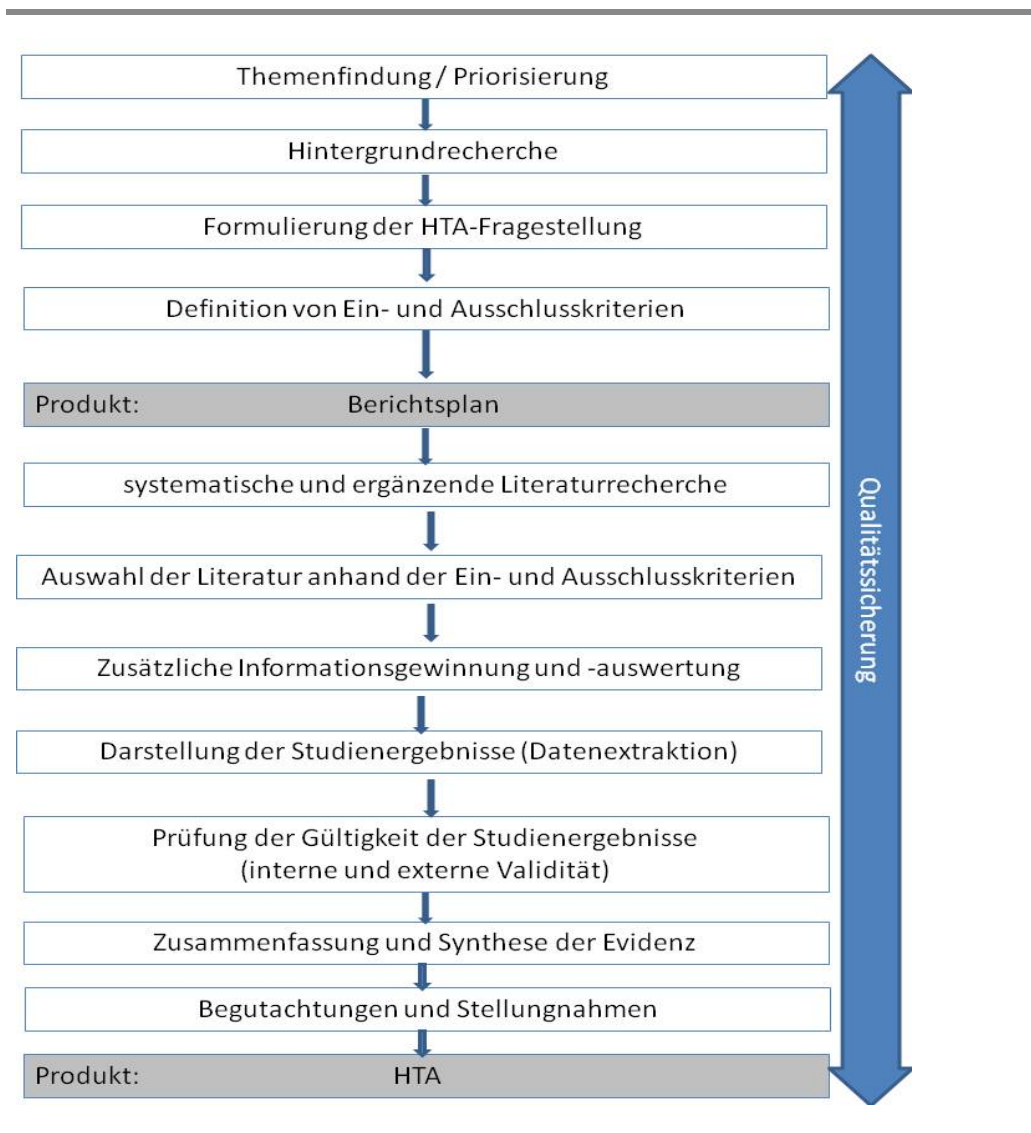 Themenfindung / Priorisierung
Hintergrundrecherche
Formulierung der HTA-Fragestellung
Definition von Ein- und Ausschlusskriterien
Produkt: Berichtsplan
systematische und ergänzende Literaturrecherche
Auswahl der Literatur anhand der Ein- und Ausschlusskriterien
Zusätzliche Informationsgewinnung und -auswertung
Darstellung der Studienergebnisse (Datenextraktion)
Prüfung der Gültigkeit der Studienergebnisse
(interne und externe Validität)
Zusammenfassung und Synthese der Evidenz
Begutachtungen und Stellungnahmen
Produkt: HTA
Qualitätssicherung